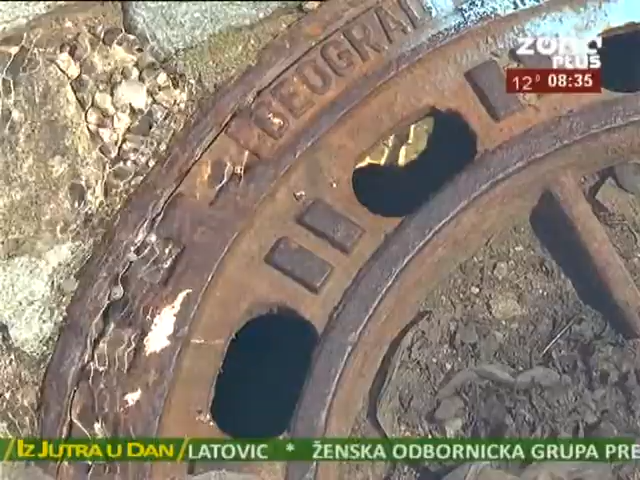 BEOGRAD
zona
PLUS
12° 08:35
IZ JUTRA U DAN LATOVIC * ŽENSKA ODBORNICKA GRUPA PRE